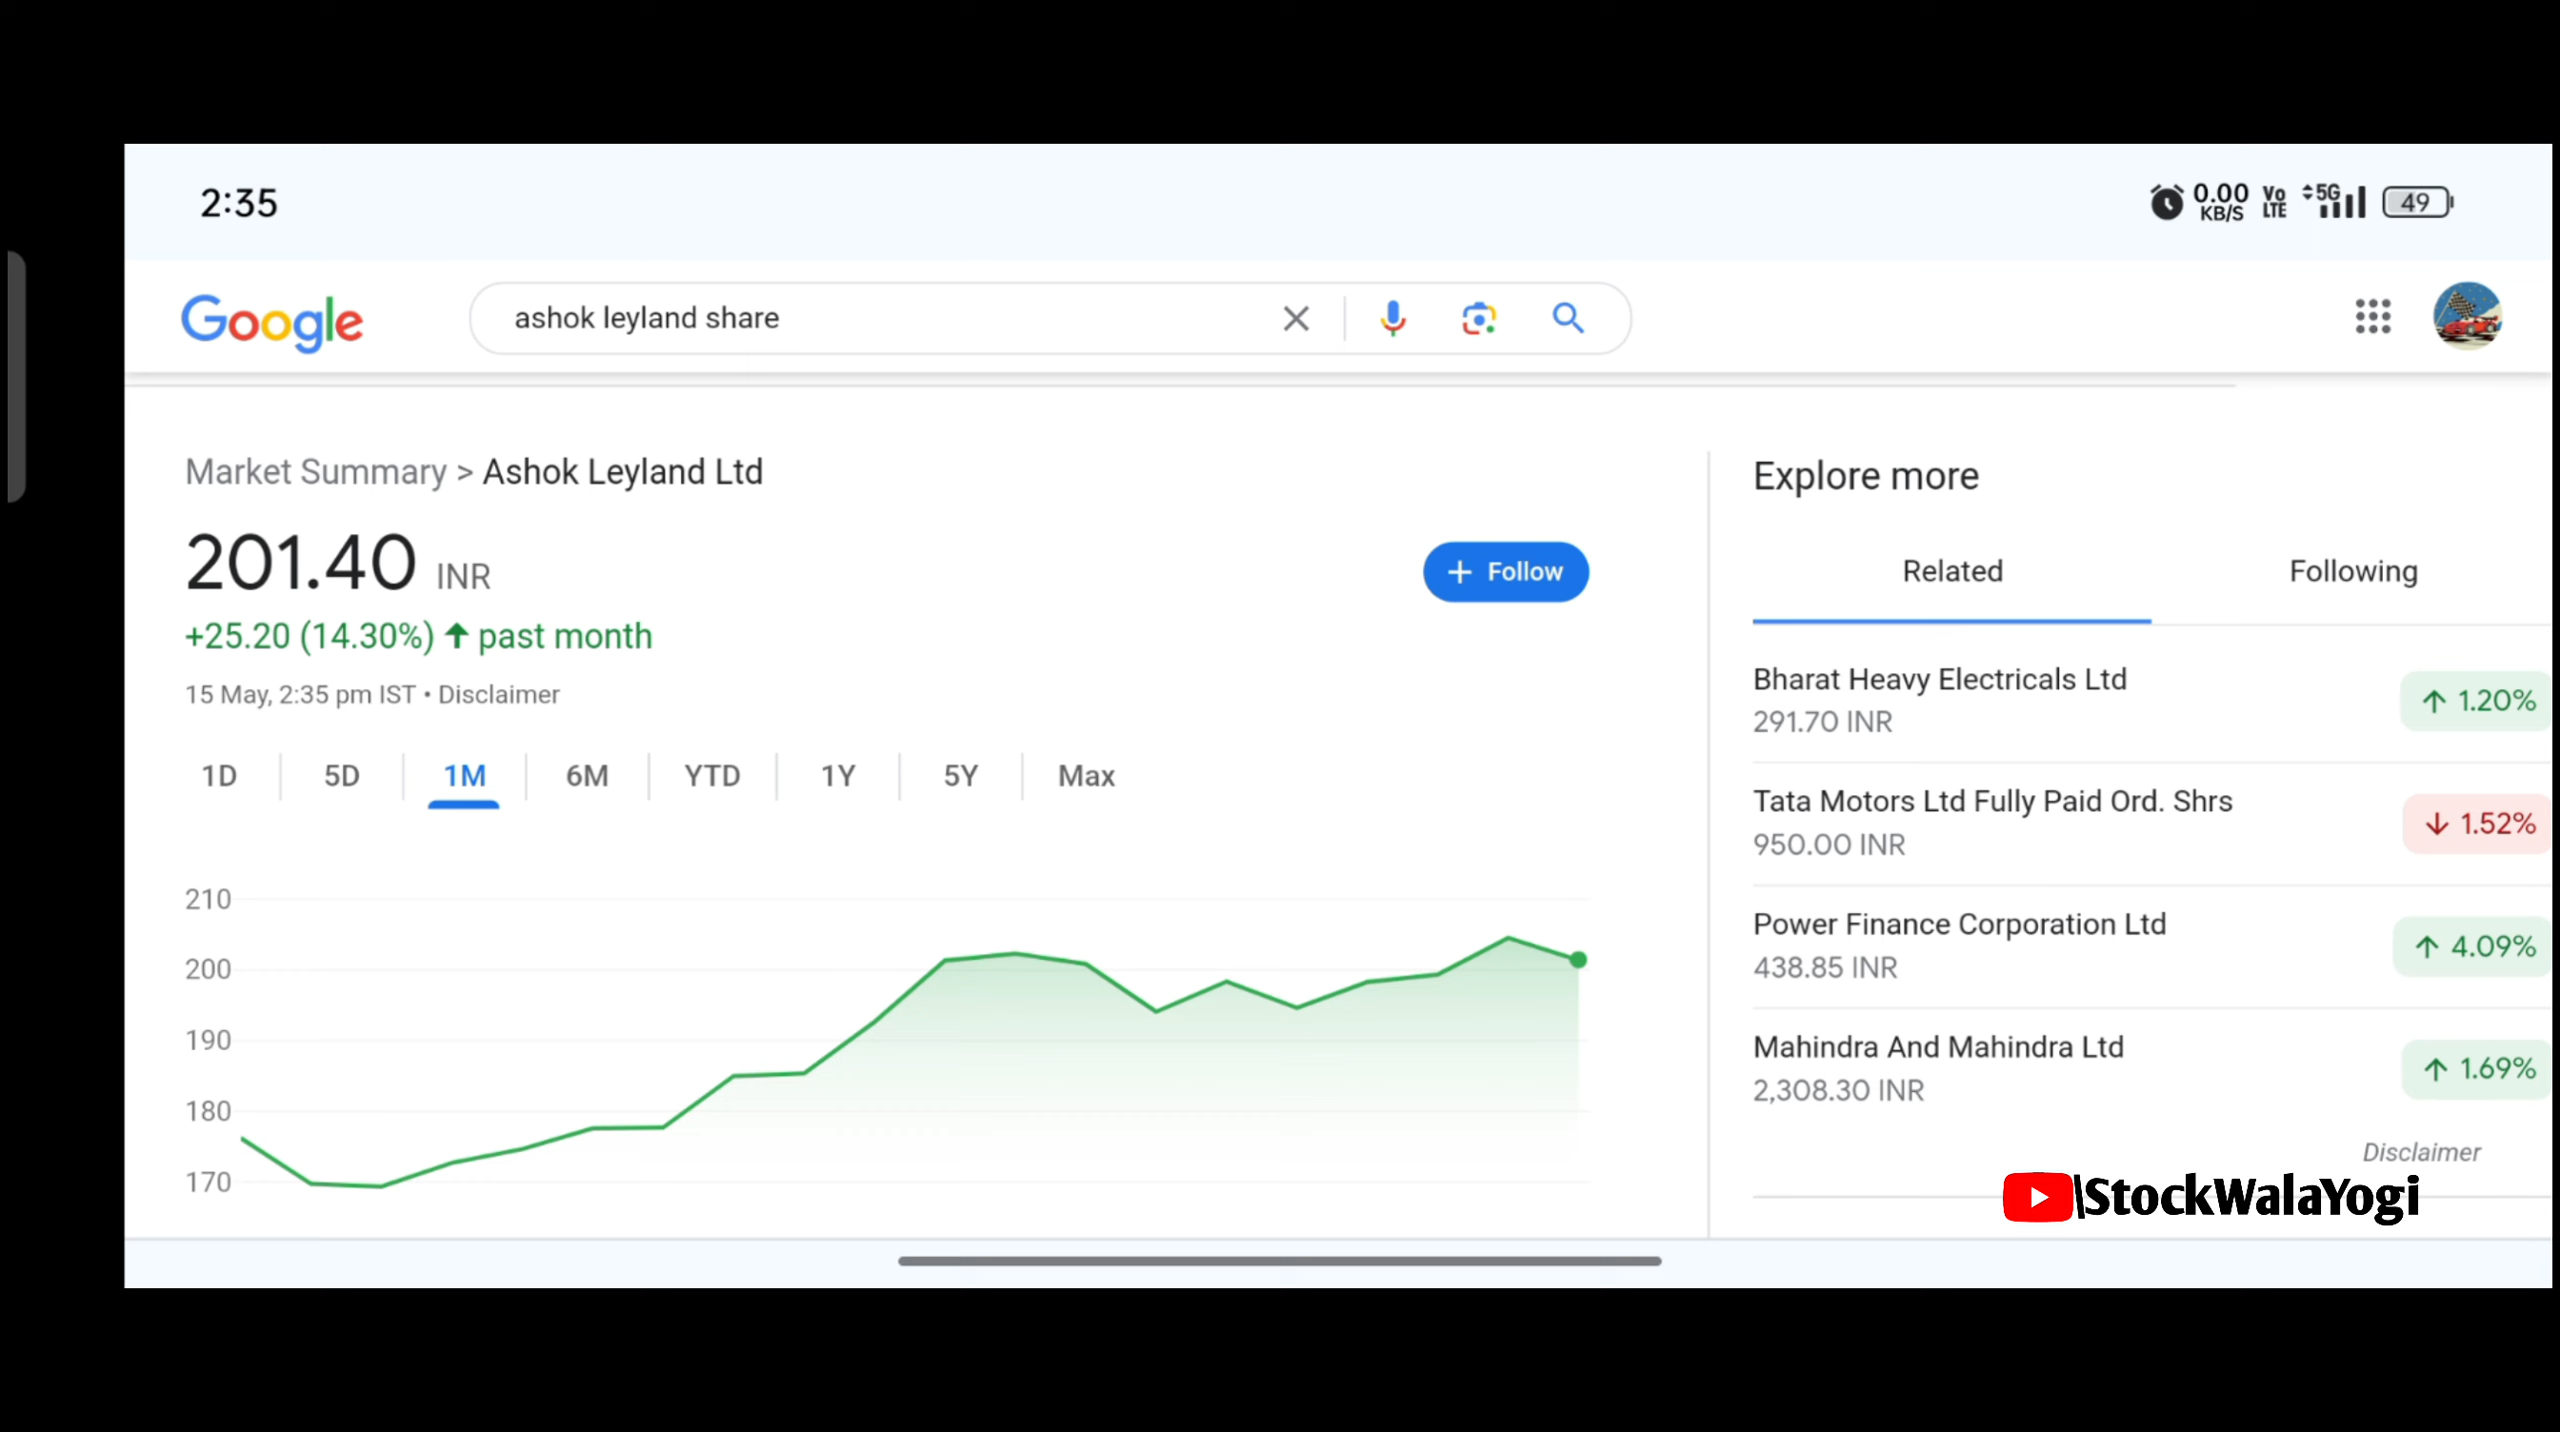 2:35
0.00 KB/S Vo LTE 5G 49
Google
ashok leyland share
Market Summary > Ashok Leyland Ltd
201.40 INR
+ Follow
+25.20 (14.30%) ↑ past month
15 May, 2:35 pm IST • Disclaimer
1D 5D 1M 6M YTD 1Y 5Y Max
210
200
190
180
170
Explore more
Related Following
Bharat Heavy Electricals Ltd
291.70 INR
↑ 1.20%
Tata Motors Ltd Fully Paid Ord. Shrs
950.00 INR
↓ 1.52%
Power Finance Corporation Ltd
438.85 INR
↑ 4.09%
Mahindra And Mahindra Ltd
2,308.30 INR
↑ 1.69%
Disclaimer
\StockWalaYogi